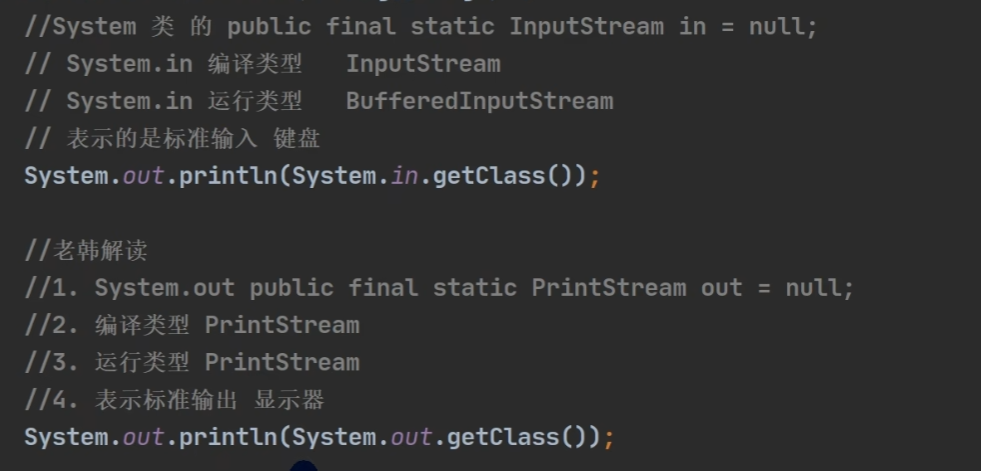 //System 类 的 public final static InputStream in = null;
// System.in 编译类型 InputStream
// System.in 运行类型 BufferedInputStream
// 表示的是标准输入 键盘
System.out.println(System.in.getClass());
//老韩解读
//1. System.out public final static PrintStream out = null;
//2. 编译类型 PrintStream
//3. 运行类型 PrintStream
//4. 表示标准输出 显示器
System.out.println(System.out.getClass());